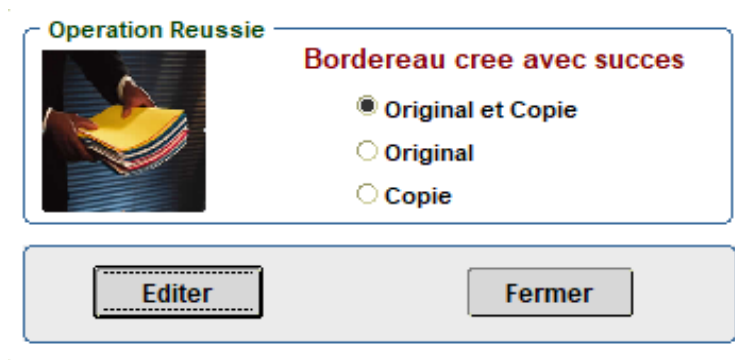 Operation Reussie
Bordereau cree avec succes
Original et Copie
Original
Copie
Editer
Fermer